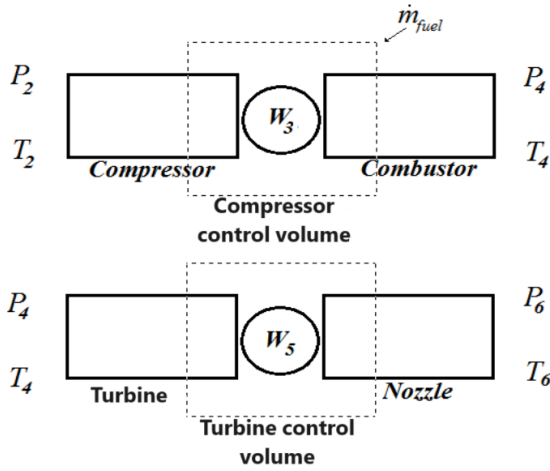 ṁ_fuel
P₂
P₄
W₃
T₂
T₄
Compressor
Combustor
Compressor
control volume
P₄
P₆
W₅
T₄
T₆
Turbine
Nozzle
Turbine control
volume